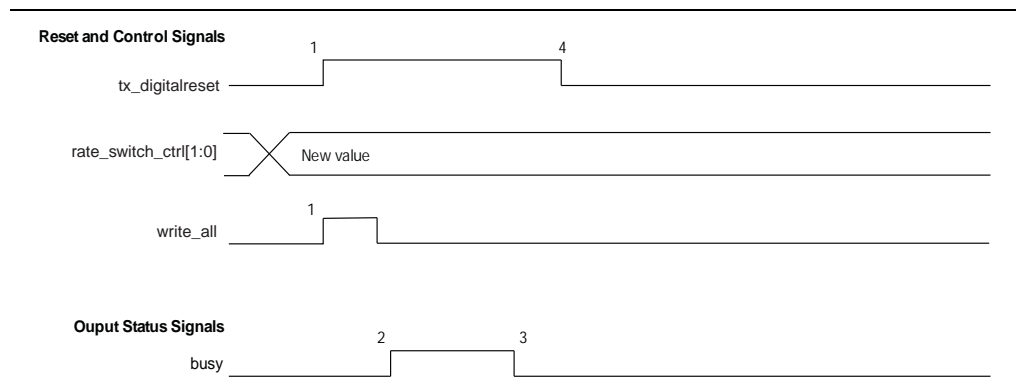 Reset and Control Signals
1
4
tx_digitalreset
rate_switch_ctrl[1:0]
New value
1
write_all
Ouput Status Signals
2
3
busy